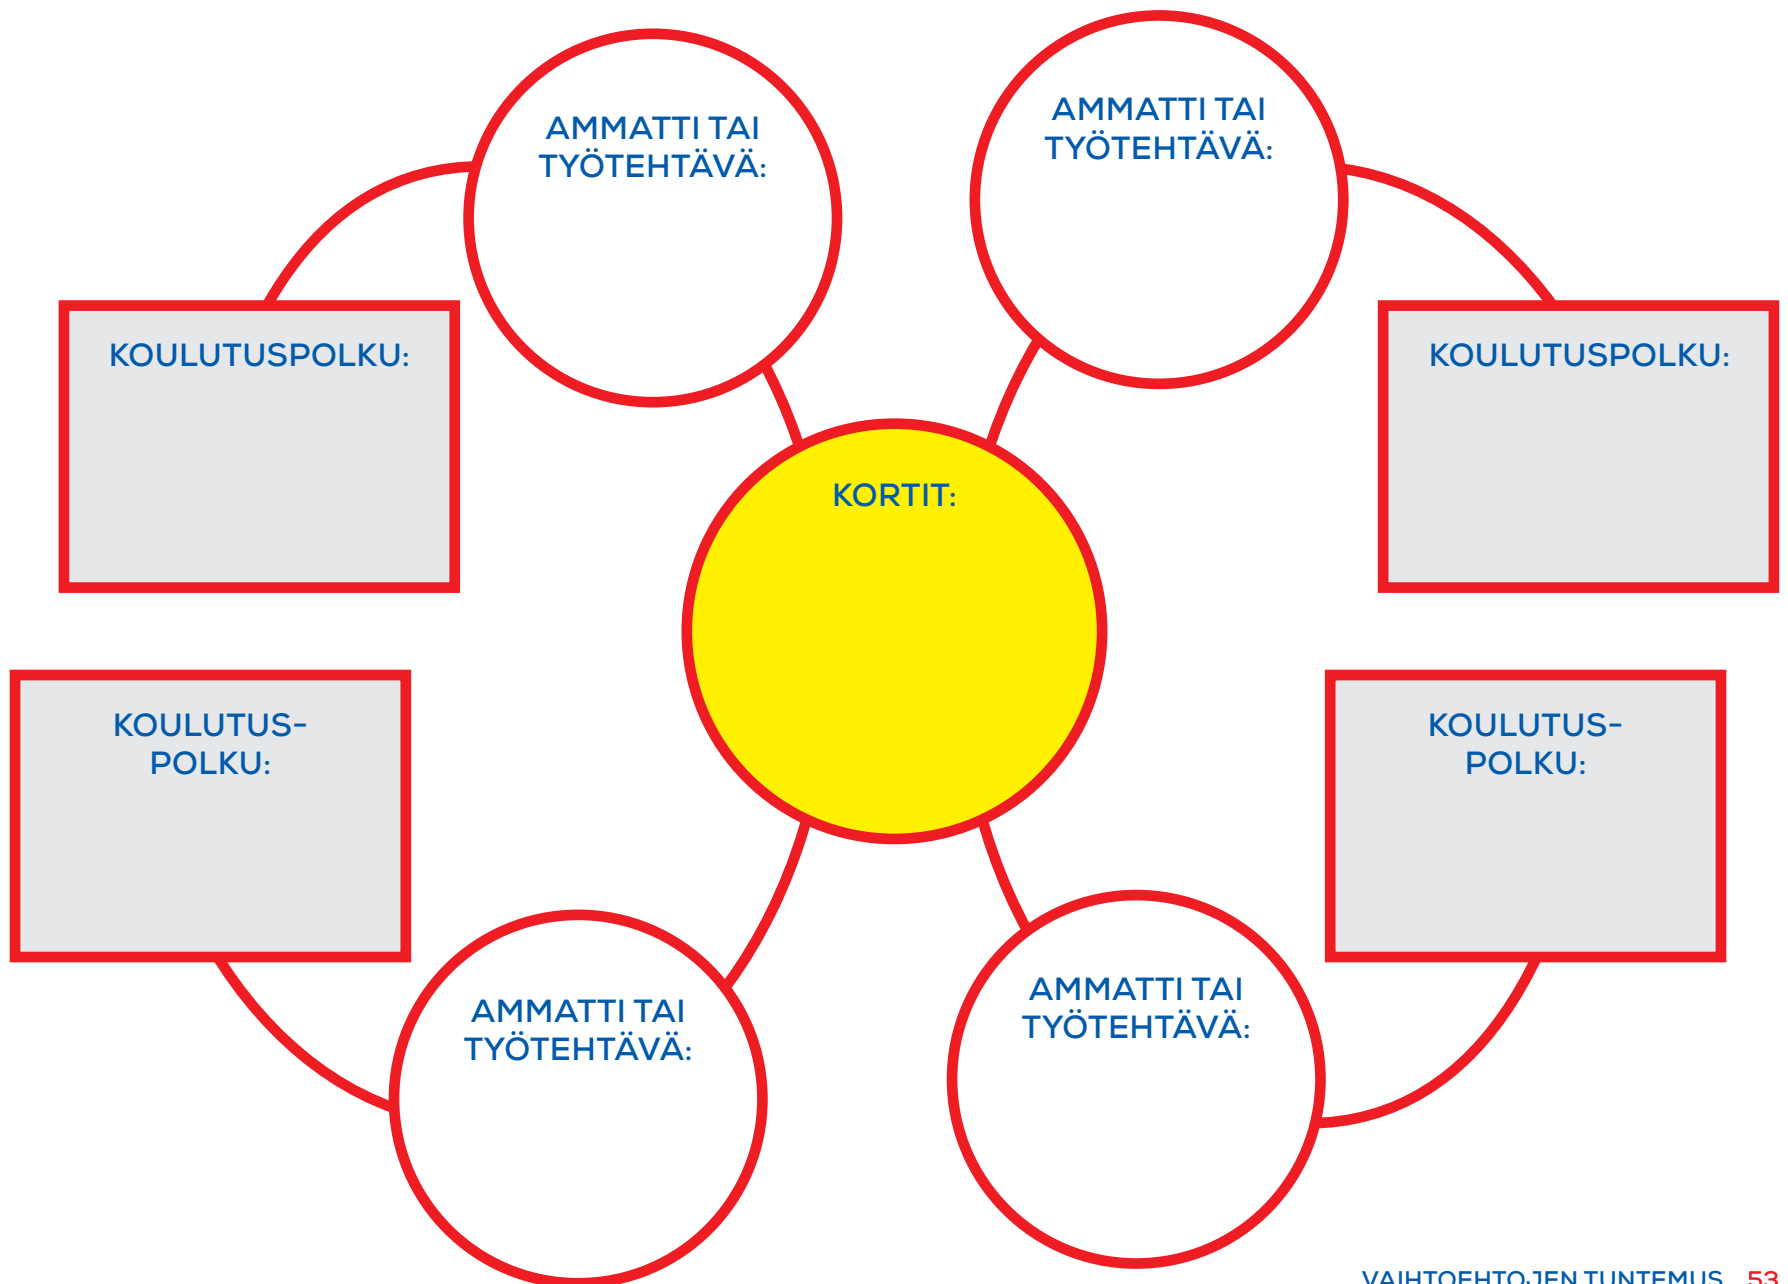 AMMATTI TAI
TYÖTEHTÄVÄ:
AMMATTI TAI
TYÖTEHTÄVÄ:
KOULUTUSPOLKU:
KOULUTUSPOLKU:
KORTIT:
KOULUTUS-
POLKU:
KOULUTUS-
POLKU:
AMMATTI TAI
TYÖTEHTÄVÄ:
AMMATTI TAI
TYÖTEHTÄVÄ:
VAIHTOEHTOJEN TUNTEMUS 53